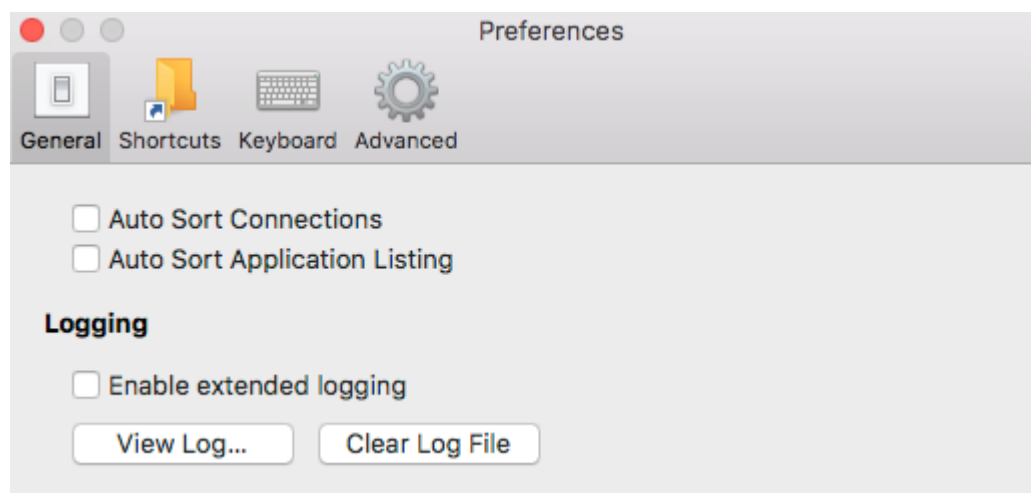 Preferences
General Shortcuts Keyboard Advanced
Auto Sort Connections
Auto Sort Application Listing
Logging
Enable extended logging
View Log... Clear Log File